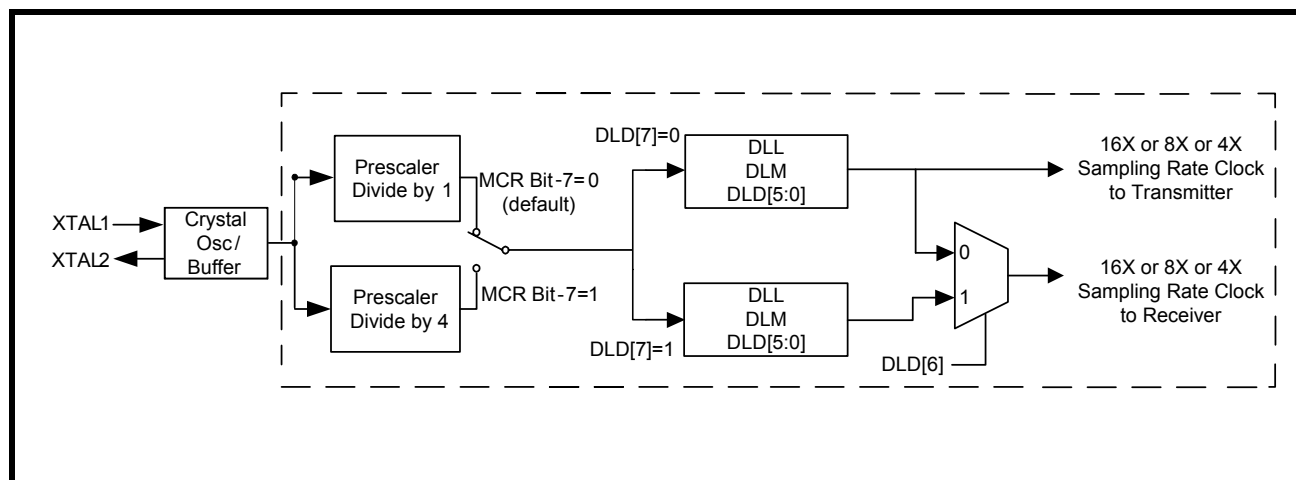 XTAL1
XTAL2
Crystal
Osc/
Buffer
Prescaler
Divide by 1
MCR Bit-7=0
(default)
Prescaler
Divide by 4
MCR Bit-7=1
DLD[7]=0
DLL
DLM
DLD[5:0]
DLD[7]=1
DLL
DLM
DLD[5:0]
0
1
DLD[6]
16X or 8X or 4X
Sampling Rate Clock
to Transmitter
16X or 8X or 4X
Sampling Rate Clock
to Receiver